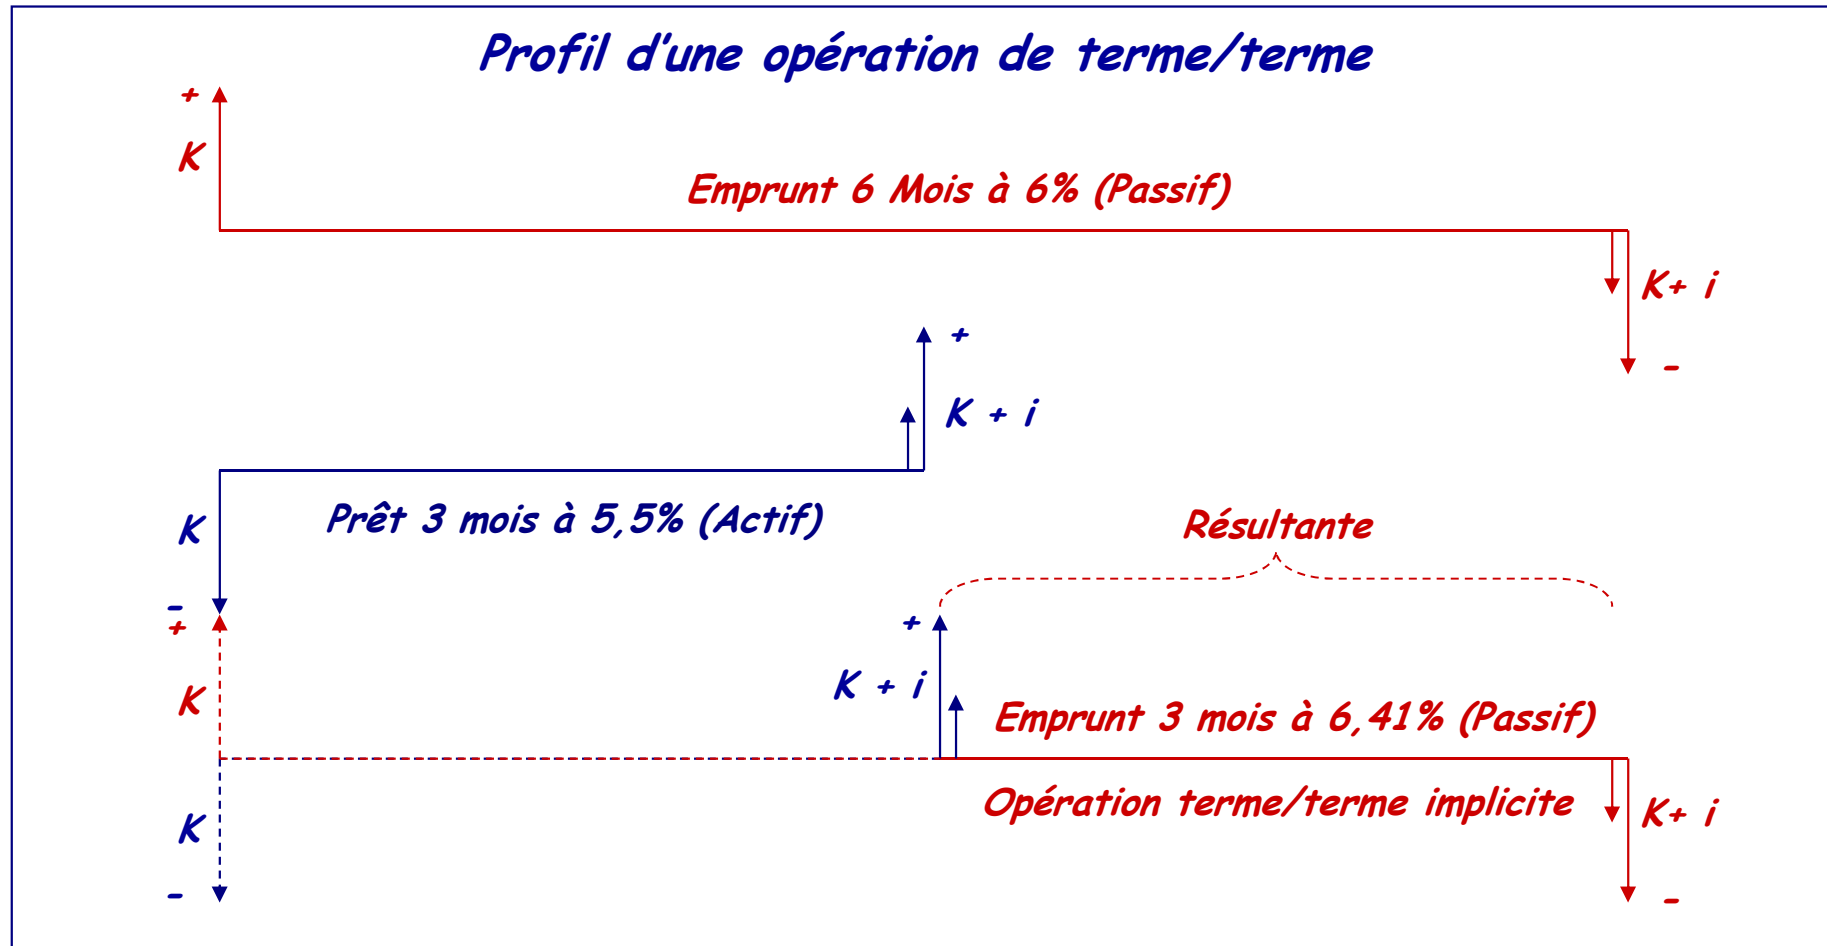 Profil d'une opération de terme/terme
+
K
Emprunt 6 Mois à 6% (Passif)
K+ i
-
+
K + i
K
Prêt 3 mois à 5,5% (Actif)
-
Résultante
+
K
+
K + i
Emprunt 3 mois à 6,41% (Passif)
Opération terme/terme implicite
K+ i
K
-
-